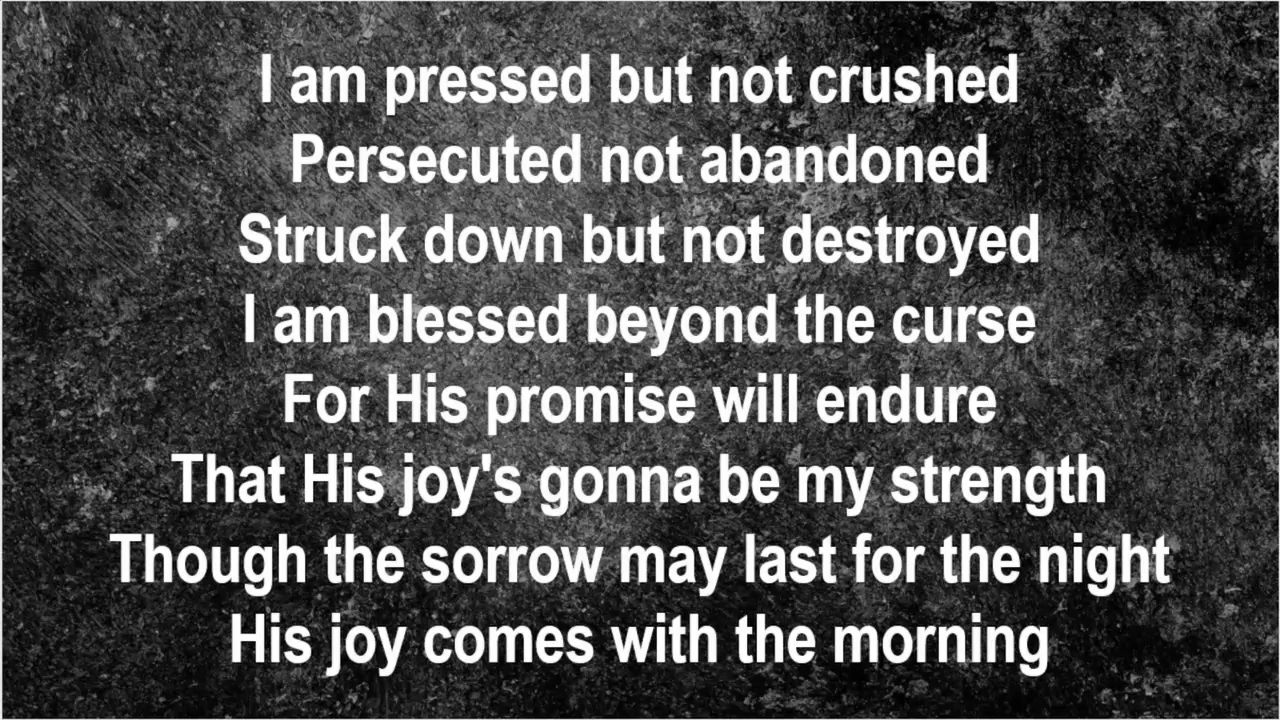 I am pressed but not crushed
Persecuted not abandoned
Struck down but not destroyed
I am blessed beyond the curse
For His promise will endure
That His joy's gonna be my strength
Though the sorrow may last for the night
His joy comes with the morning